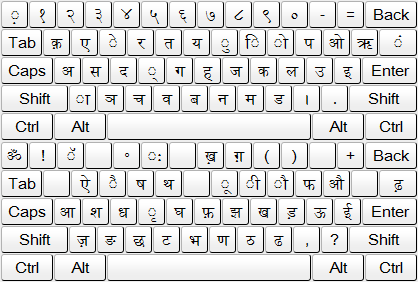 ़ १ २ ३ ४ ५ ६ ७ ८ ९ ० - = Back
Tab क़ ए े र त य ु ि ो प ओ ऋ ं
Caps अ स द ् ग ह् ज क ल उ इ Enter
Shift ा ञ च व ब न म ड । . Shift
Ctrl Alt Alt Ctrl
ॐ ! ॅ ॰ ः ख़ ग़ ( ) + Back
Tab ऐ ै ष थ ू ी ौ फ औ ढ़
Caps आ श ध ृ घ फ़ झ ख ड़ ऊ ई Enter
Shift ज़ ङ छ ट भ ण ठ ढ , ? Shift
Ctrl Alt Alt Ctrl